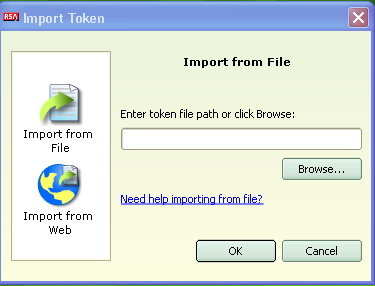 RSA Import Token
Import from File
Import from
File
Enter token file path or click Browse:
Browse...
Import from
Web
Need help importing from file?
OK
Cancel